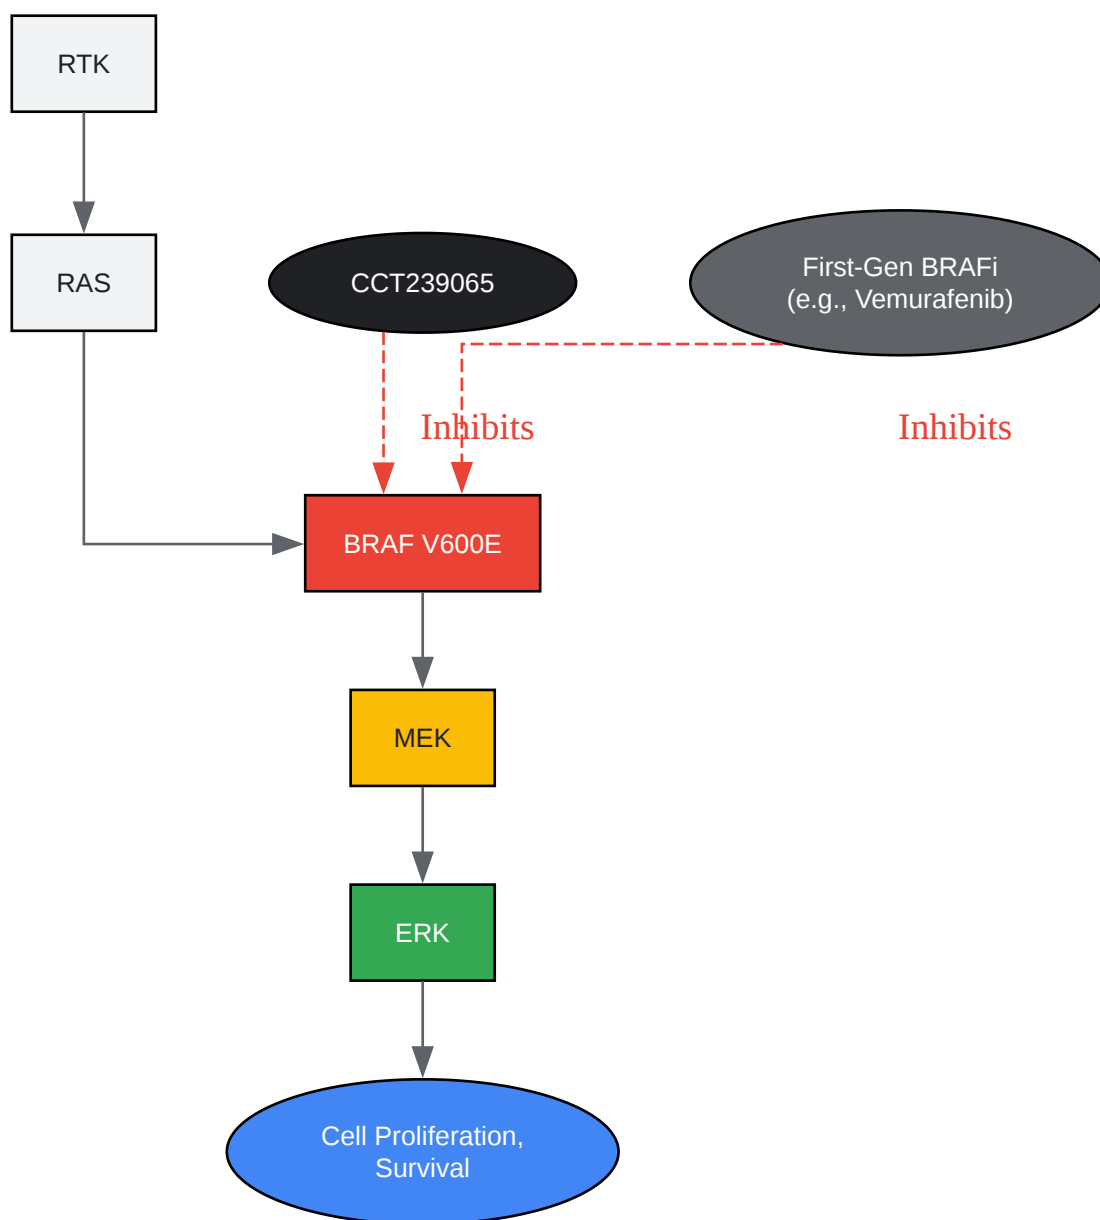 RTK
RAS
CCT239065
First-Gen BRAFi
(e.g., Vemurafenib)
Inhibits
Inhibits
BRAF V600E
MEK
ERK
Cell Proliferation,
Survival